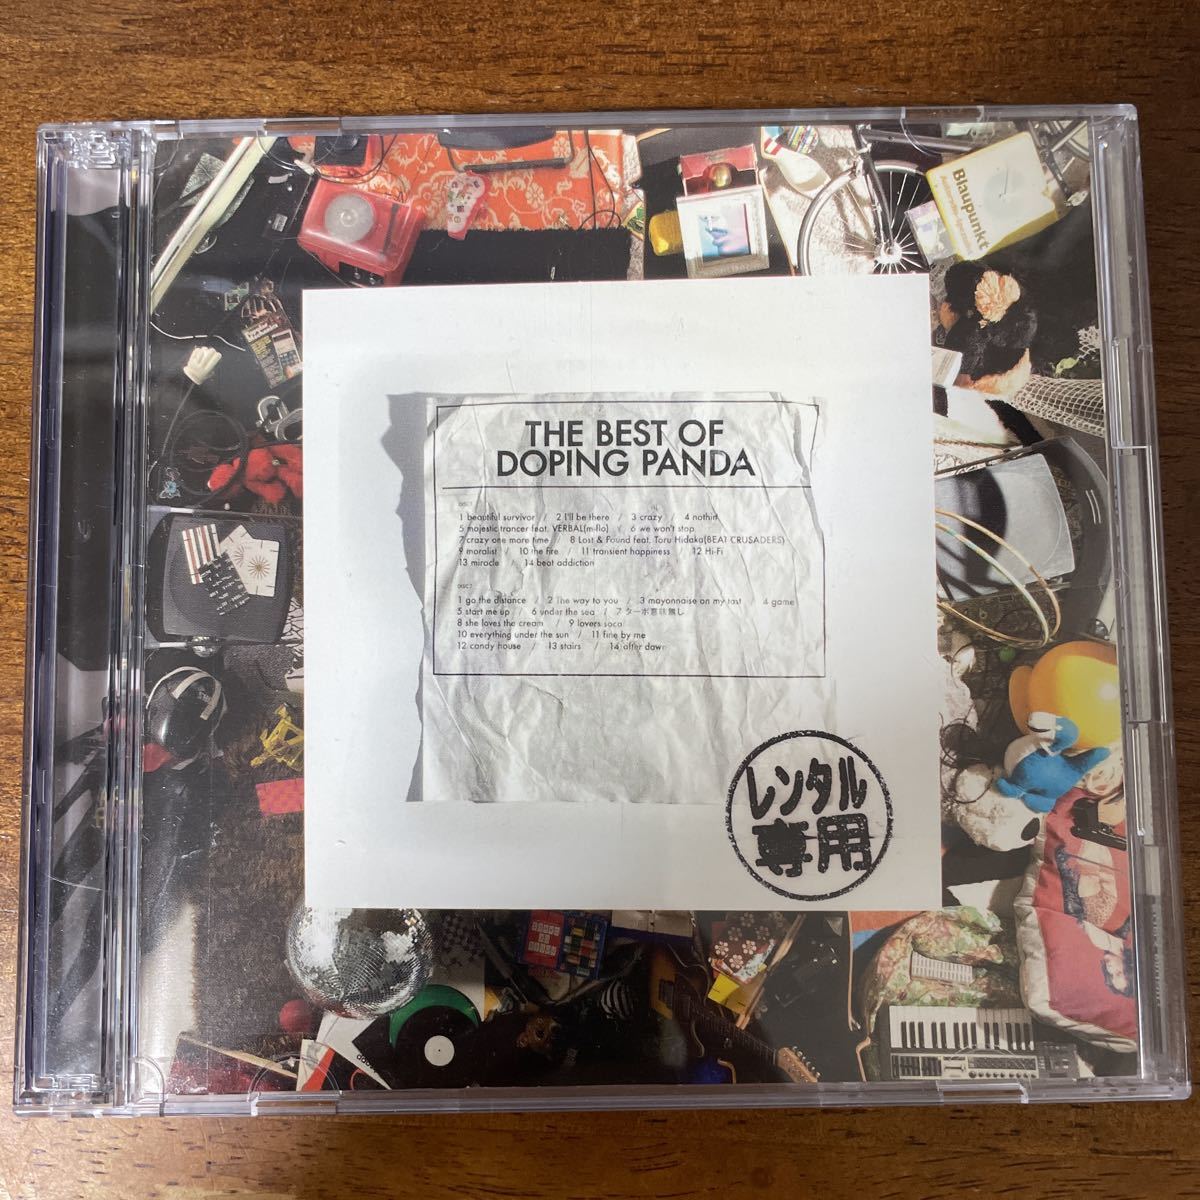 Blaupunkt
THE BEST OF
DOPING PANDA
DISC1
1 beautiful survivor / 2 I'll be there / 3 crazy / 4 nothin'
5 majestic trancer feat. VERBAL(m-flo) / 6 we won't stop
7 crazy one more time / 8 Lost & Found feat. Toru Hidaka(BEAT CRUSADERS)
9 moralist / 10 the fire / 11 transient happiness / 12 Hi-Fi
13 miracle / 14 beat addiction
DISC2
1 go the distance / 2 The way to you / 3 mayonnaise on my tast / 4 game
5 start me up / 6 under the sea / 7 ターボ意味無し
8 she loves the cream / 9 lovers soca
10 everything under the sun / 11 fine by me
12 candy house / 13 stairs / 14 after dawn
レンタル
専用